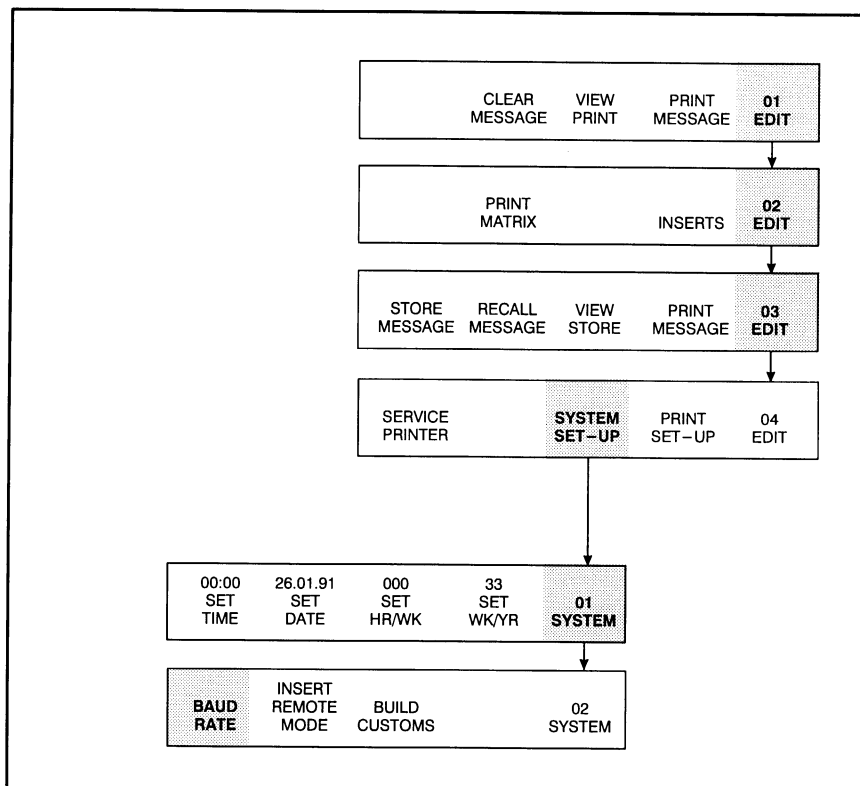 CLEAR VIEW PRINT 01
MESSAGE PRINT MESSAGE EDIT
PRINT 02
MATRIX INSERTS EDIT
STORE RECALL VIEW PRINT 03
MESSAGE MESSAGE STORE MESSAGE EDIT
SERVICE SYSTEM PRINT 04
PRINTER SET-UP SET-UP EDIT
00:00 26.01.91 000 33
SET SET SET SET 01
TIME DATE HR/WK WK/YR SYSTEM
INSERT
BAUD REMOTE BUILD 02
RATE MODE CUSTOMS SYSTEM